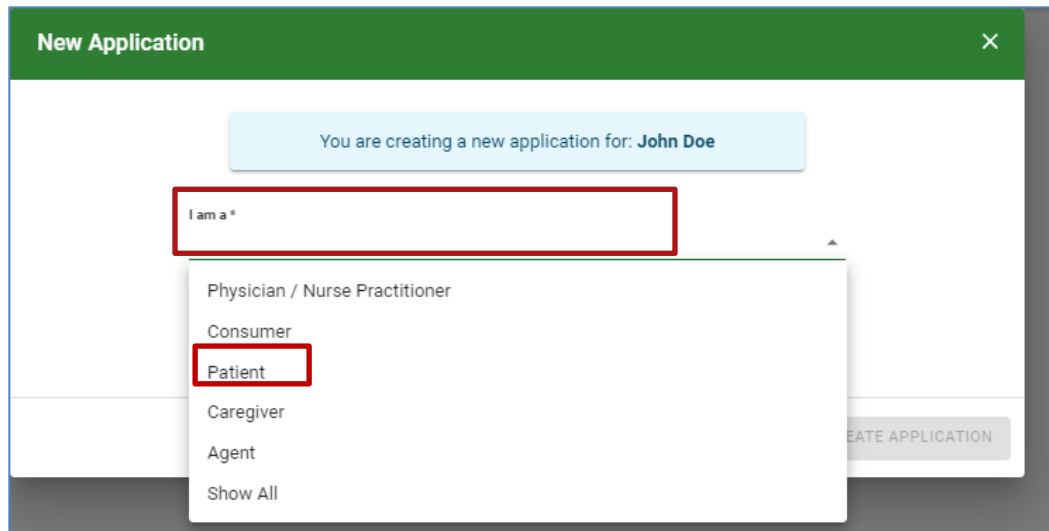 New Application
You are creating a new application for: John Doe
I am a *
Physician / Nurse Practitioner
Consumer
Patient
Caregiver
Agent
Show All
EATE APPLICATION